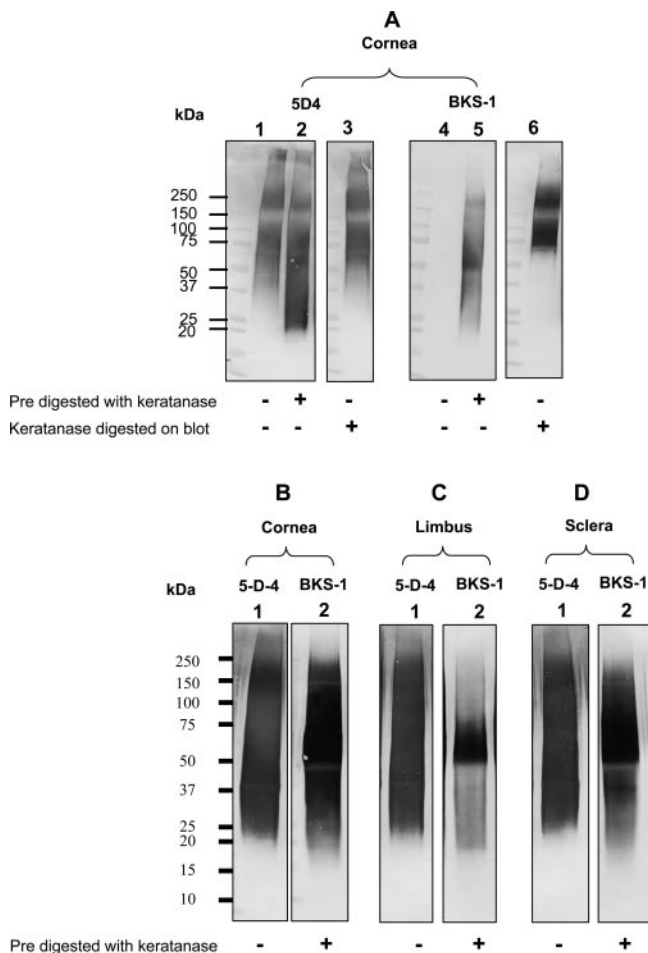 A
Cornea
5D4 BKS-1
kDa 1 2 3 4 5 6
250
150
100
75
50
37
25
20
Pre digested with keratanase - + - - + -
Keratanase digested on blot - - + - - +
B C D
Cornea Limbus Sclera
kDa 5-D-4 BKS-1 5-D-4 BKS-1 5-D-4 BKS-1
1 2 1 2 1 2
250
150
100
75
50
37
25
20
15
10
Pre digested with keratanase - + - + - +